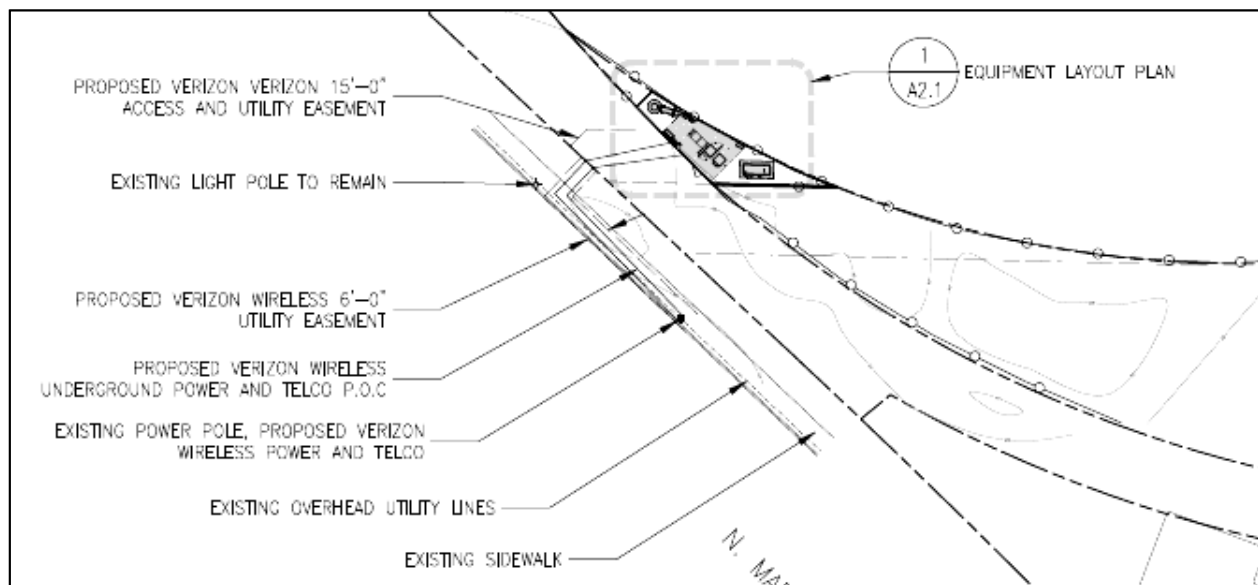 1
A2.1
EQUIPMENT LAYOUT PLAN
PROPOSED VERIZON VERIZON 15'-0"
ACCESS AND UTILITY EASEMENT
EXISTING LIGHT POLE TO REMAIN
PROPOSED VERIZON WIRELESS 6'-0"
UTILITY EASEMENT
PROPOSED VERIZON WIRELESS
UNDERGROUND POWER AND TELCO P.O.C
EXISTING POWER POLE, PROPOSED VERIZON
WIRELESS POWER AND TELCO
EXISTING OVERHEAD UTILITY LINES
EXISTING SIDEWALK
N.